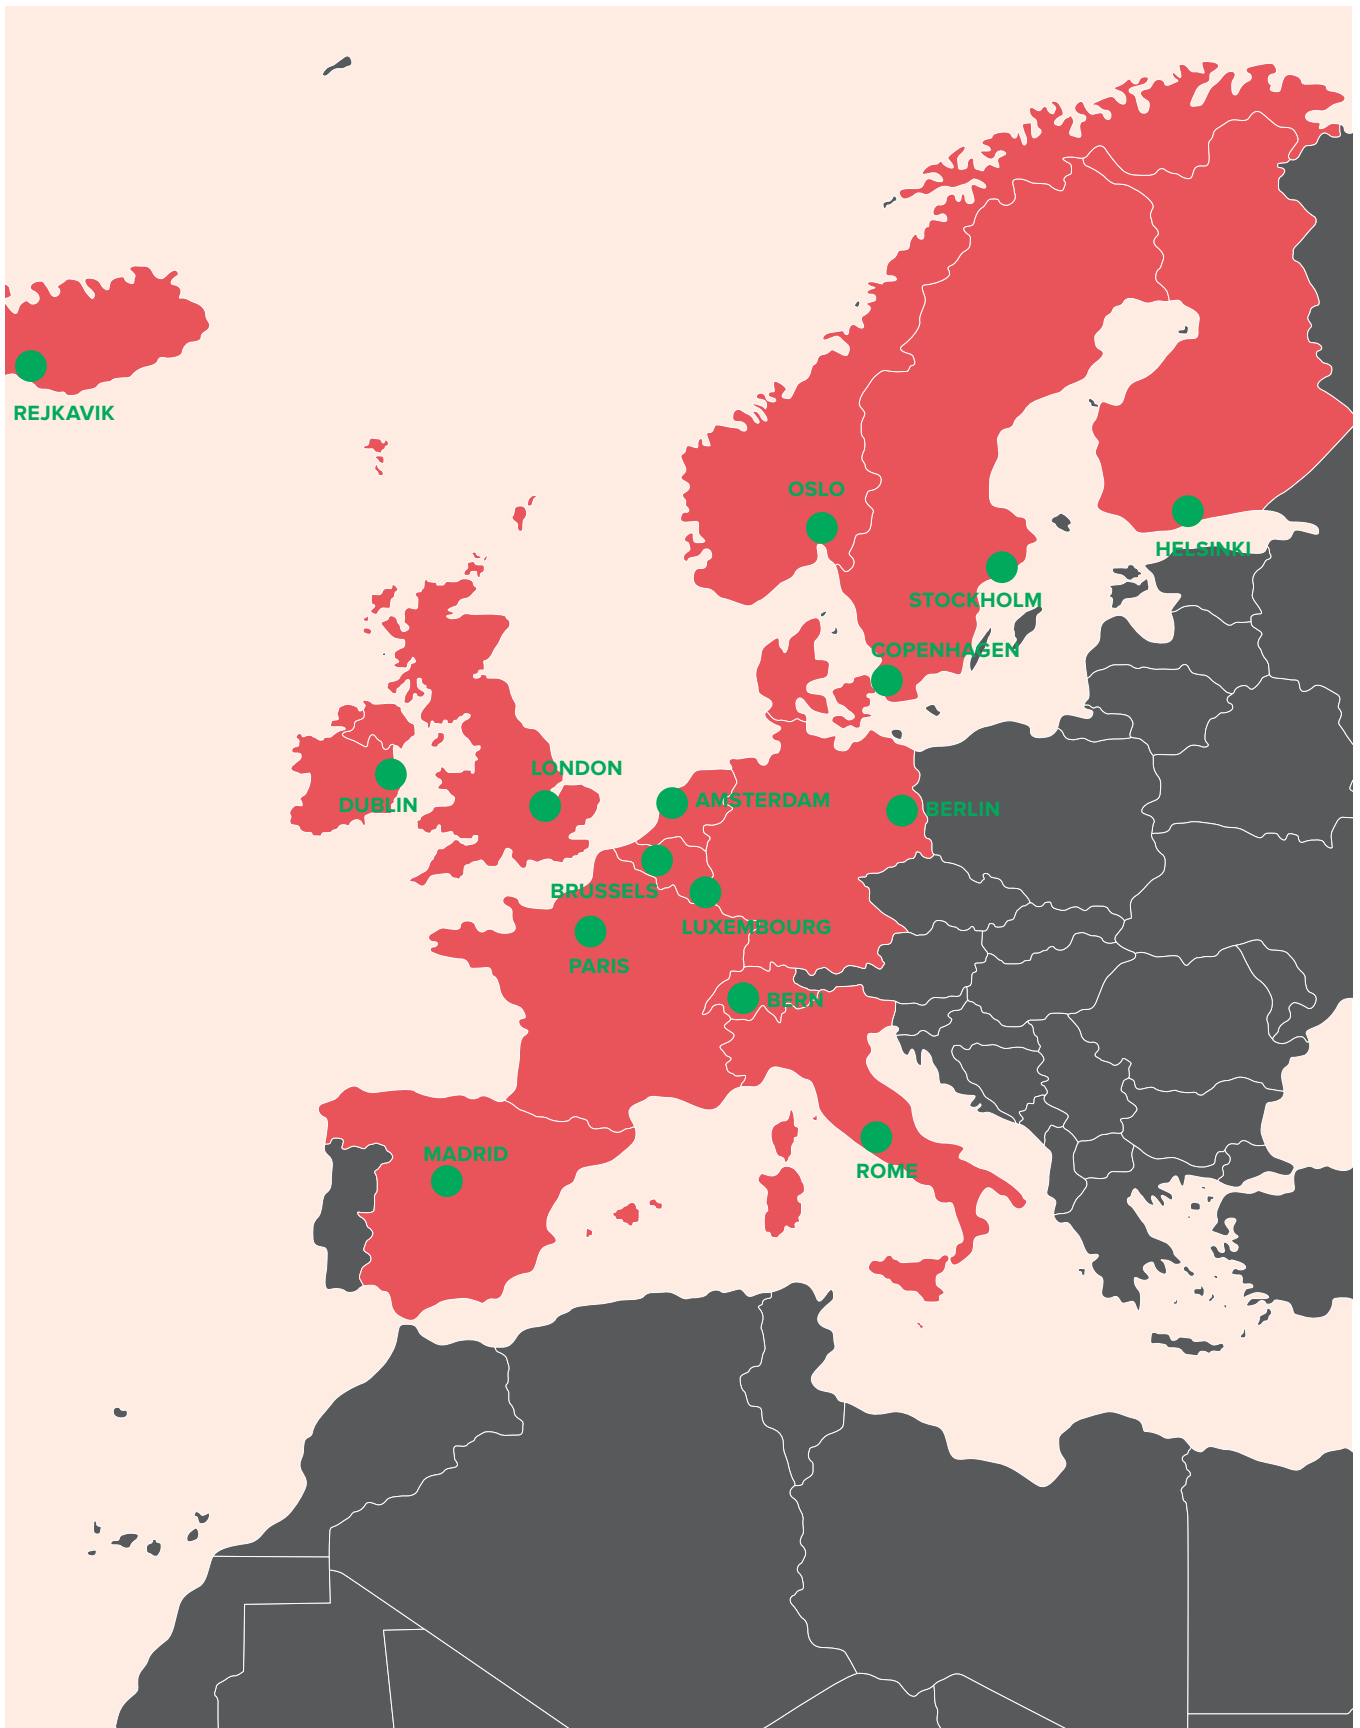 REJKAVIK
OSLO
HELSINKI
STOCKHOLM
COPENHAGEN
LONDON
AMSTERDAM
BERLIN
DUBLIN
BRUSSELS
LUXEMBOURG
PARIS
BERN
MADRID
ROME